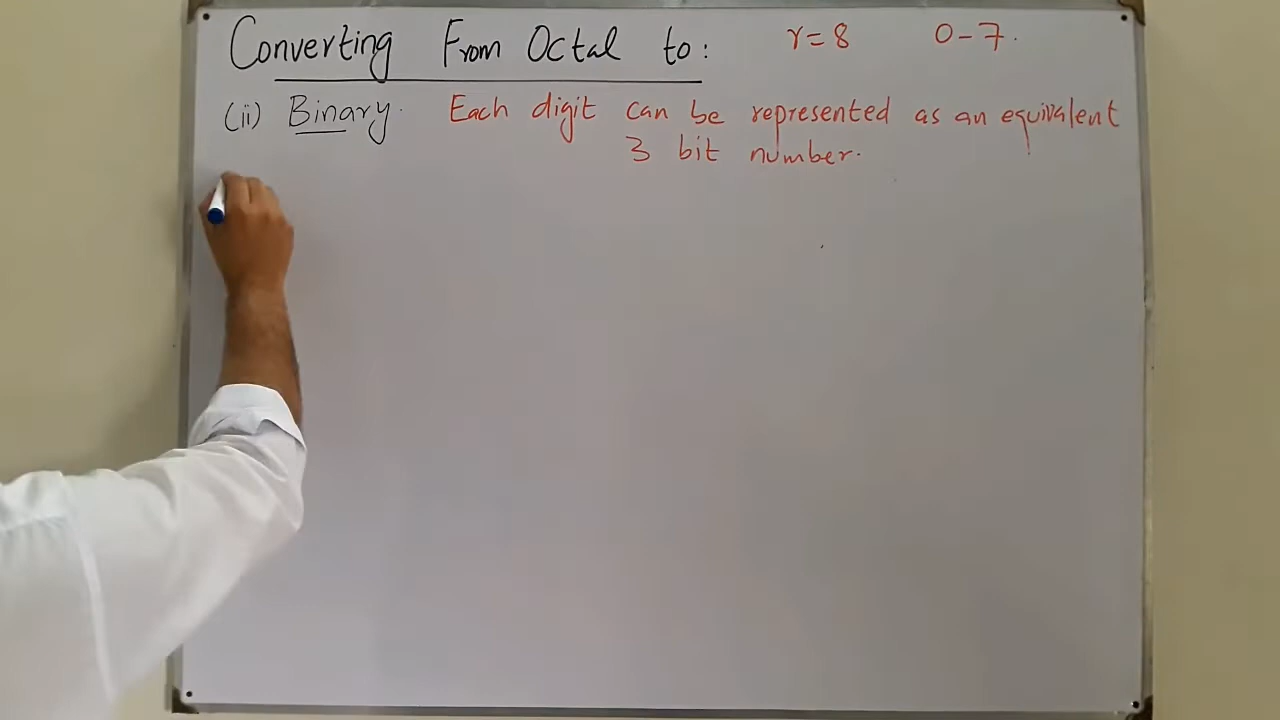 Converting From Octal to: r=8 0-7.
(ii) Binary. Each digit can be represented as an equivalent
3 bit number.